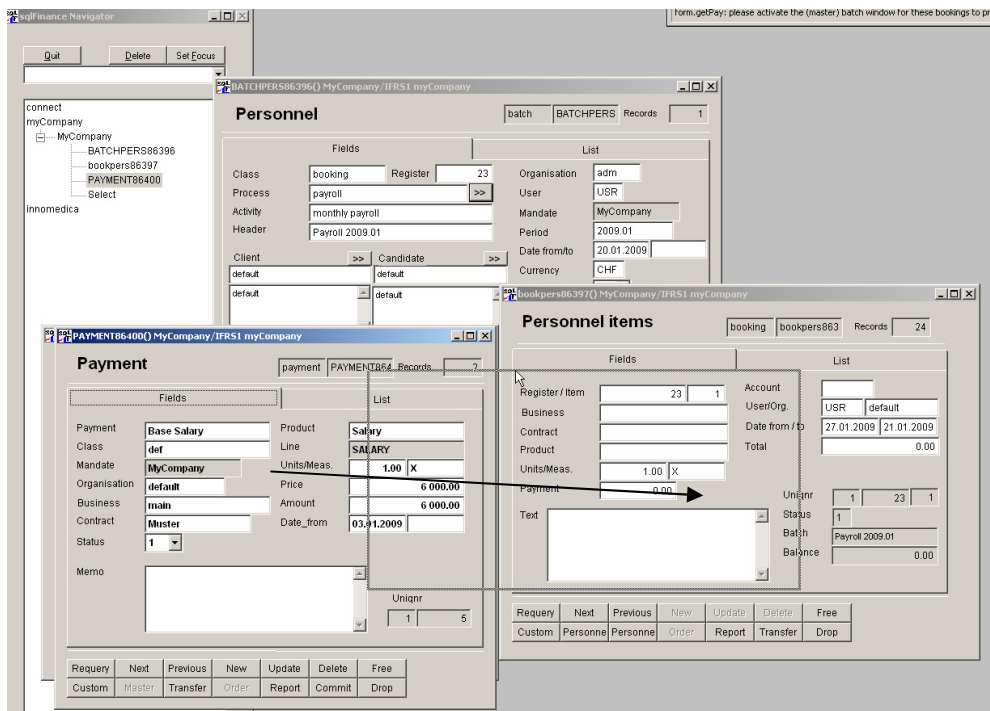 sqlFinance Navigator
Quit Delete Set Focus
connect
myCompany
MyCompany
BATCHPERS86396
bookpers86397
PAYMENT86400
Select
innomedica
form.getPay: please activate the (master) batch window for these bookings to pr
BATCHPERS86396() MyCompany/IFRS1 myCompany
Personnel
batch BATCHPERS Records 1
Fields List
Class booking Register 23
Process payroll >>
Activity monthly payroll
Header Payroll 2009.01
Organisation adm
User USR
Mandate MyCompany
Period 2009.01
Date from/to 20.01.2009
Currency CHF
Client >> Candidate >>
default default
default default
PAYMENT86400() MyCompany/IFRS1 myCompany
Payment
payment PAYMENT864 Records ?
Fields List
Payment Base Salary
Class def
Mandate MyCompany
Organisation default
Business main
Contract Muster
Status 1
Memo
Product Salary
Line SALARY
Units/Meas. 1.00 X
Price 6 000.00
Amount 6 000.00
Date_from 03.01.2009
Uniqnr
1 5
Requery Next Previous New Update Delete Free
Custom Master Transfer Order Report Commit Drop
bookpers86397() MyCompany/IFRS1 myCompany
Personnel items
booking bookpers863 Records 24
Fields List
Register / Item 23 1
Business
Contract
Product
Units/Meas. 1.00 X
Payment 0.00
Text
Account
User/Org. USR default
Date from / to 27.01.2009 21.01.2009
Total 0.00
Uniqnr 1 23 1
Status 1
Batch Payroll 2009.01
Balance 0.00
Requery Next Previous New Update Delete Free
Custom Personne Personne Order Report Transfer Drop